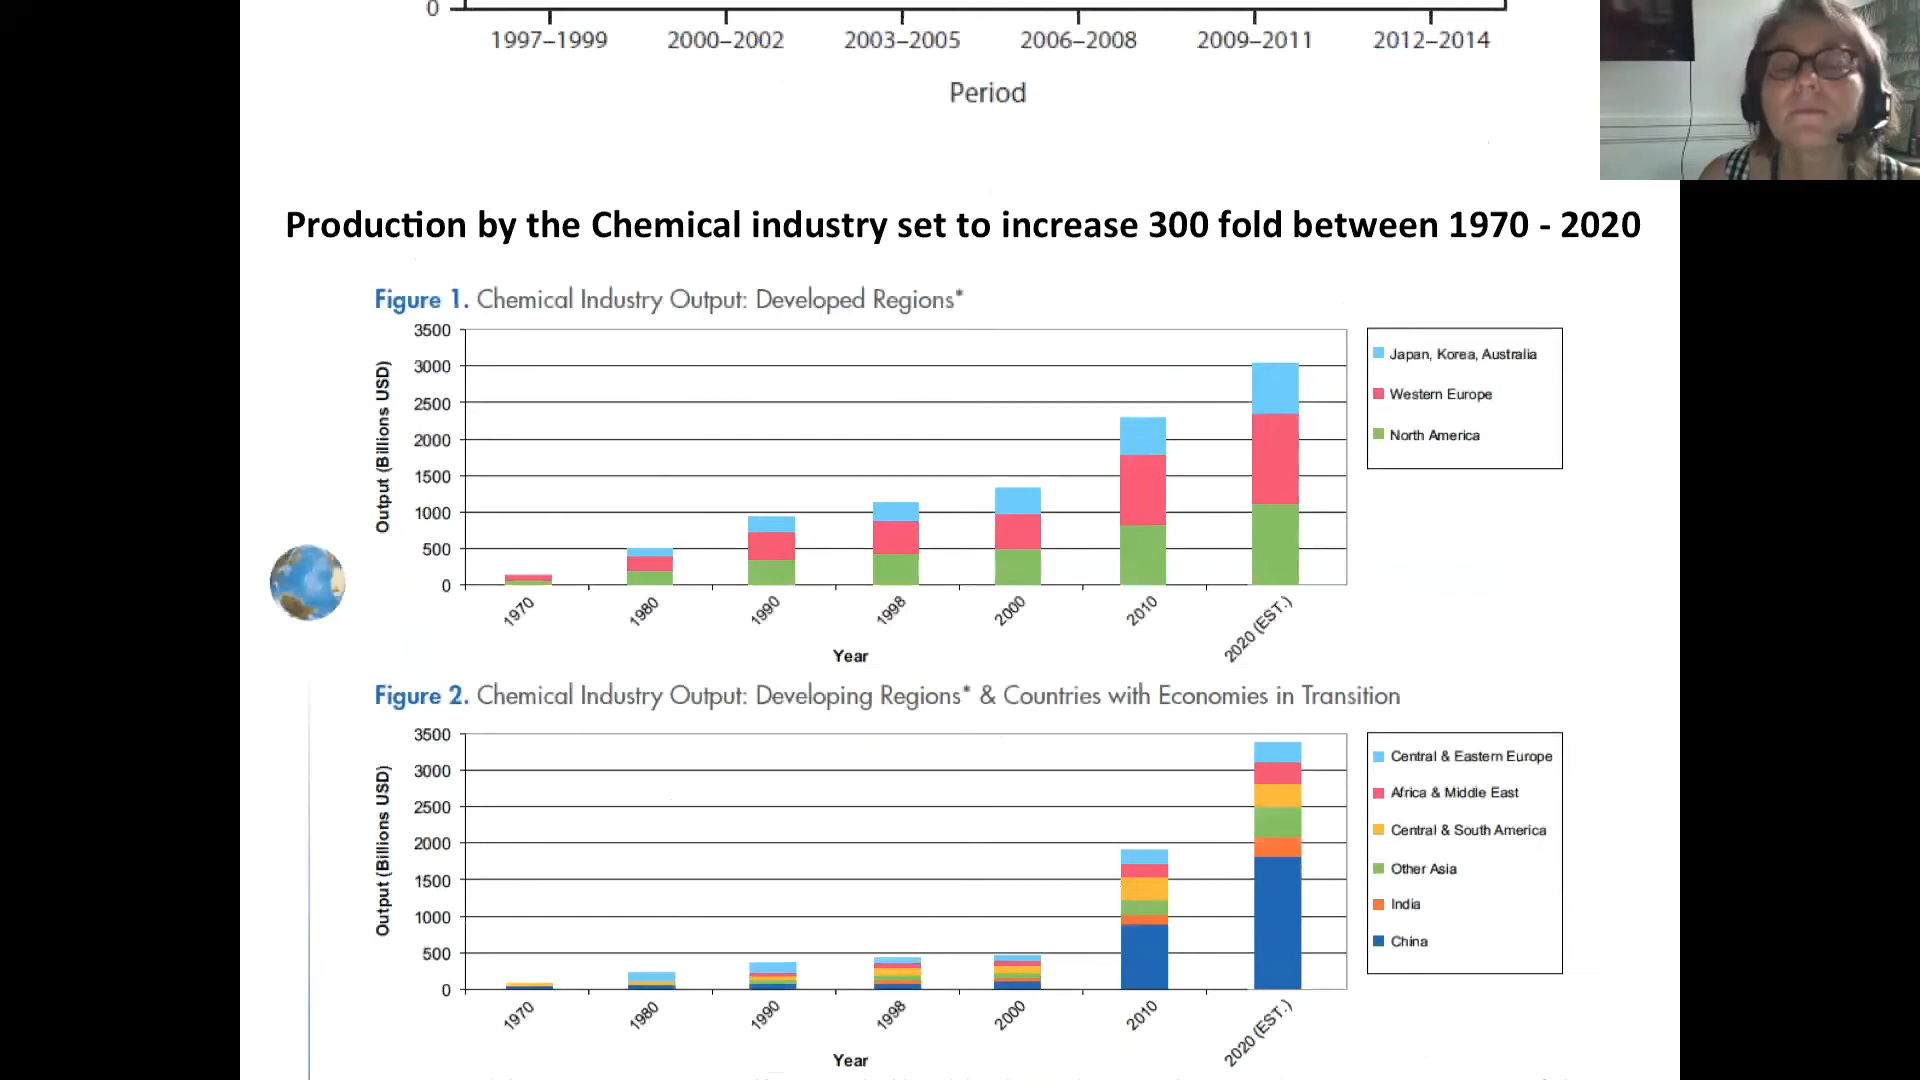 0
1997–1999 2000–2002 2003–2005 2006–2008 2009–2011 2012–2014
Period
Production by the Chemical industry set to increase 300 fold between 1970 - 2020
Figure 1. Chemical Industry Output: Developed Regions*
3500
3000
2500
2000
1500
1000
500
0
Output (Billions USD)
1970 1980 1990 1998 2000 2010 2020 (EST.)
Year
Japan, Korea, Australia
Western Europe
North America
Figure 2. Chemical Industry Output: Developing Regions* & Countries with Economies in Transition
3500
3000
2500
2000
1500
1000
500
0
Output (Billions USD)
1970 1980 1990 1998 2000 2010 2020 (EST.)
Year
Central & Eastern Europe
Africa & Middle East
Central & South America
Other Asia
India
China